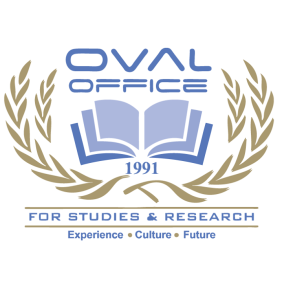 OVAL
OFFICE
1991
FOR STUDIES & RESEARCH
Experience • Culture • Future